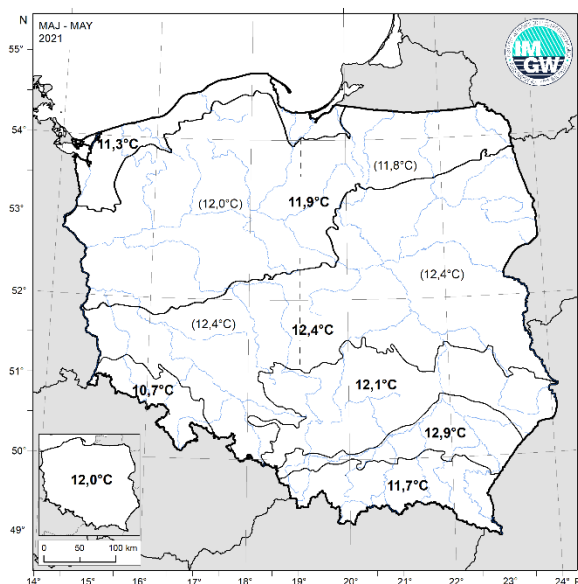 MAJ - MAY
2021
N
55°
54°
53°
52°
51°
50°
49°
IM
GW
11,3°C
(11,8°C)
(12,0°C)
11,9°C
(12,4°C)
(12,4°C)
12,4°C
10,7°C
12,1°C
12,9°C
11,7°C
12,0°C
0 50 100 km
14° 15° 16° 17° 18° 19° 20° 21° 22° 23° 24° E